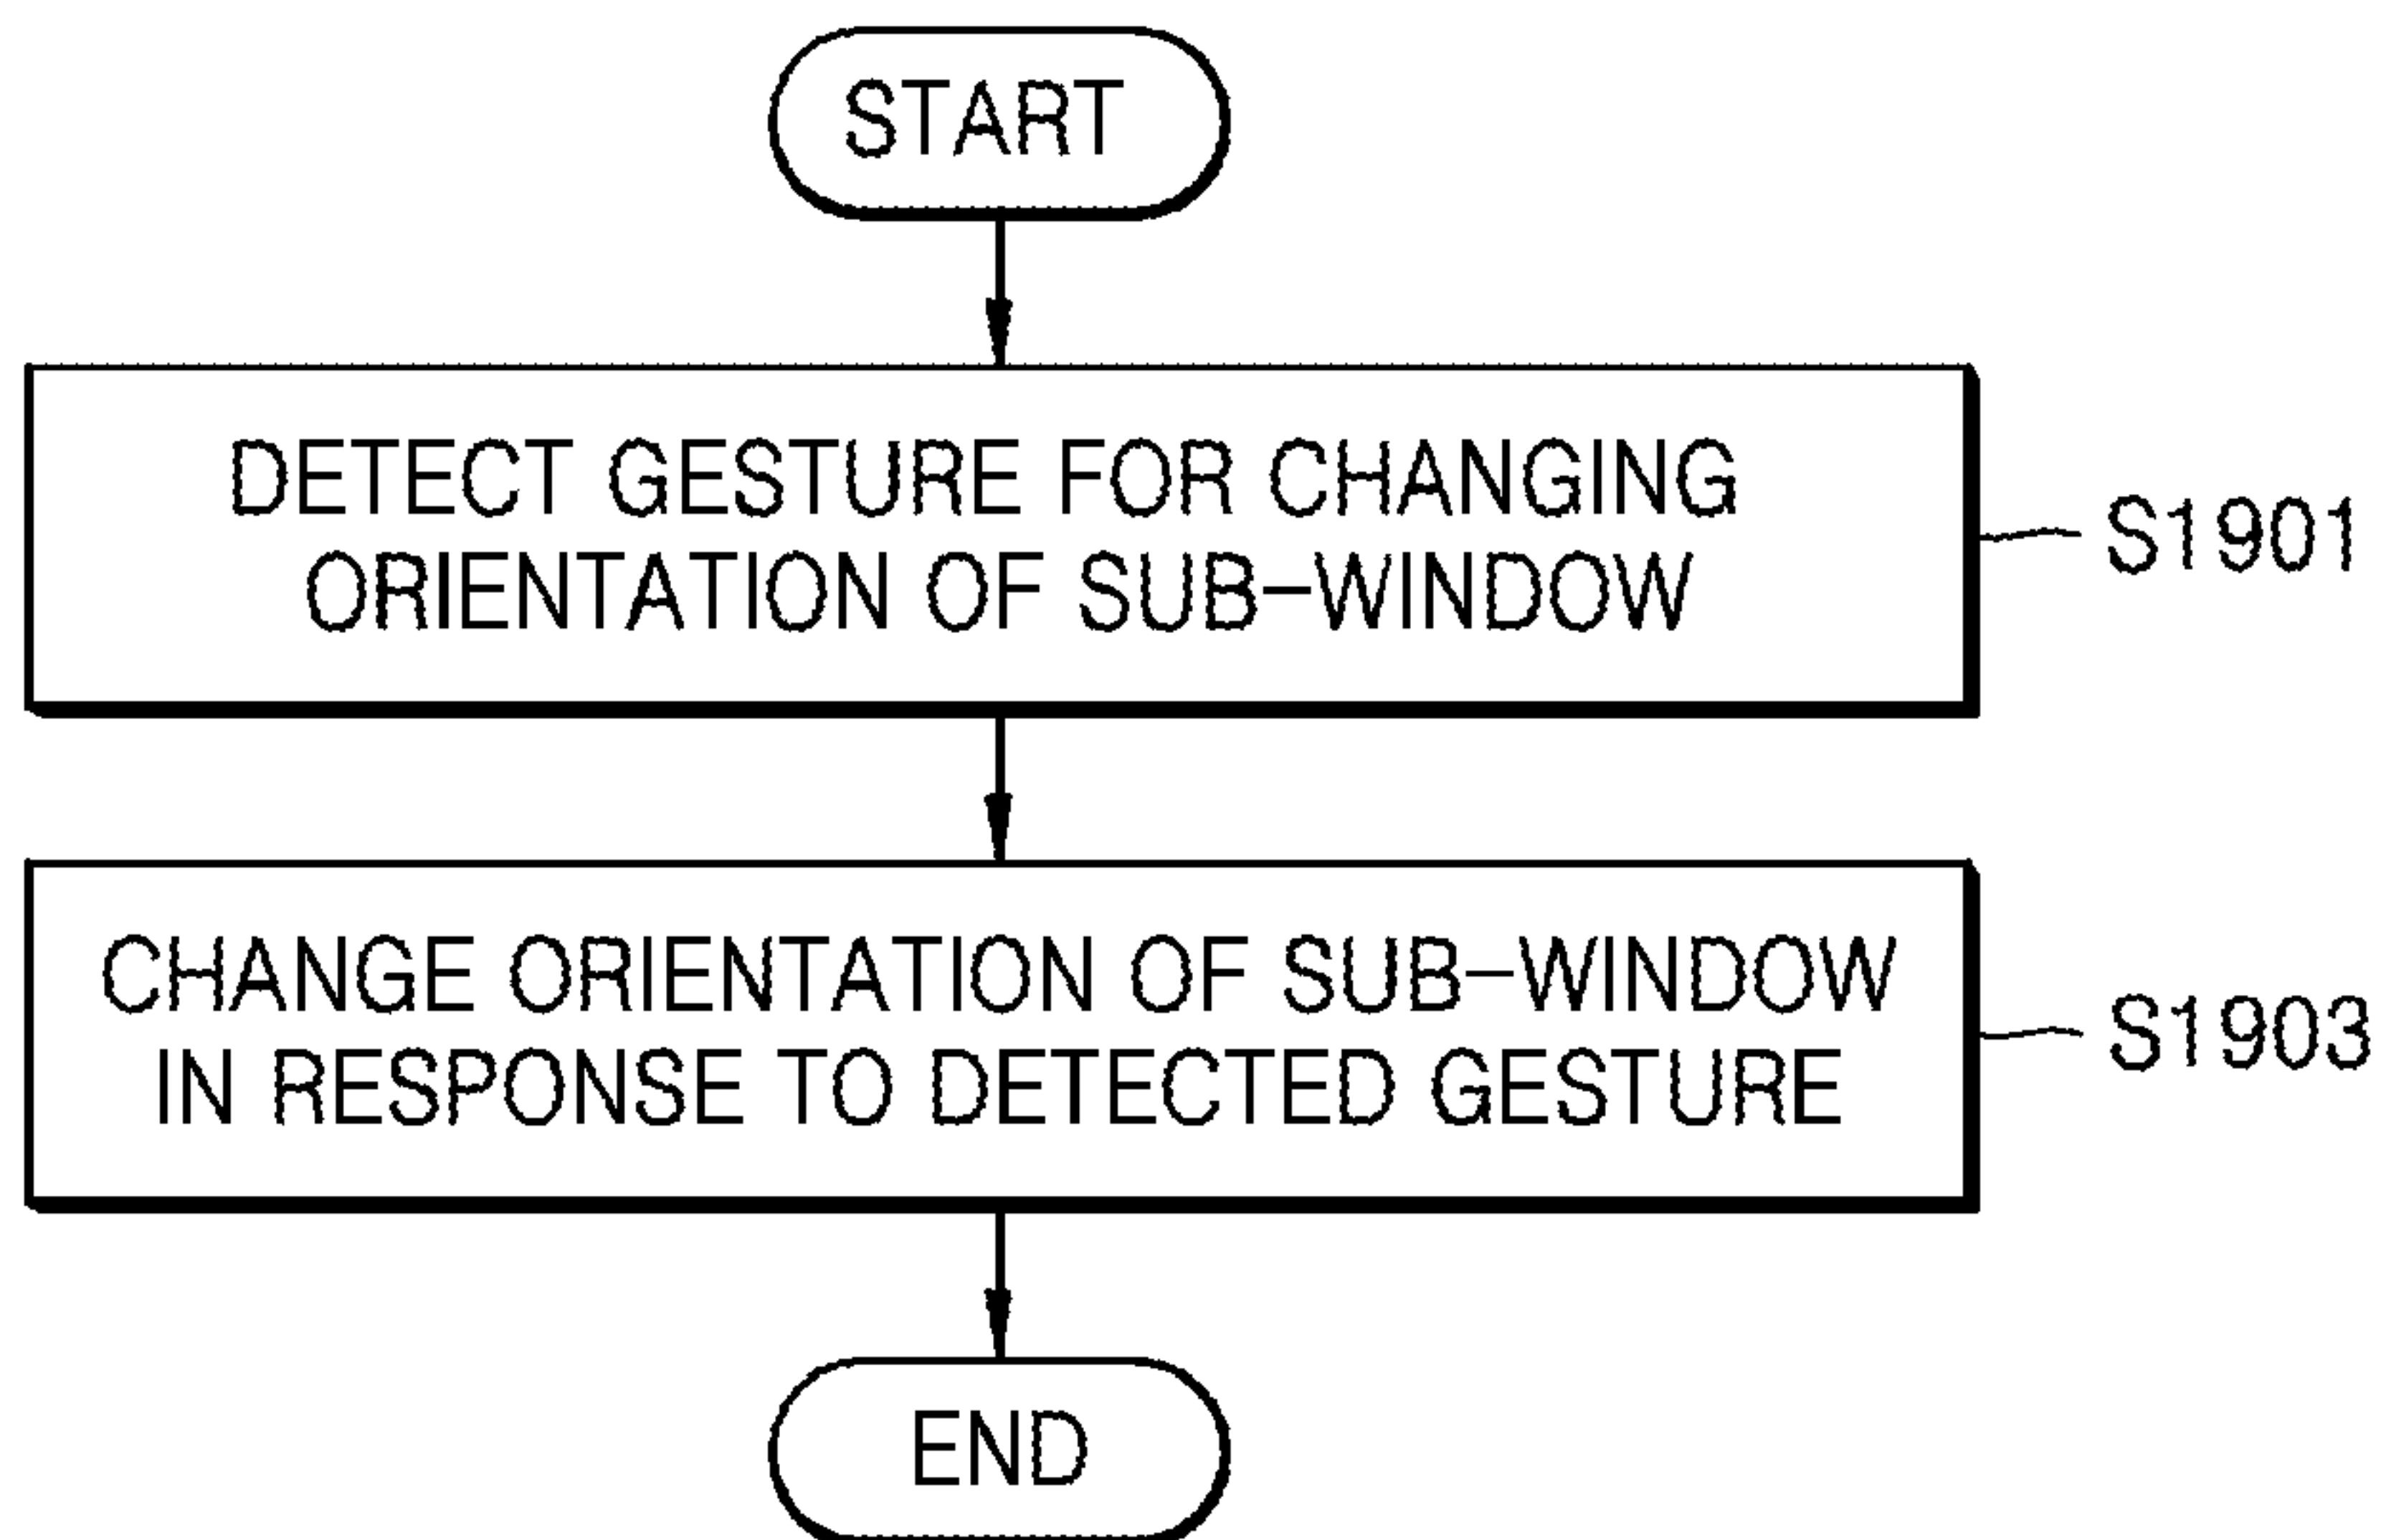 START
DETECT GESTURE FOR CHANGING
ORIENTATION OF SUB-WINDOW
S1901
CHANGE ORIENTATION OF SUB-WINDOW
IN RESPONSE TO DETECTED GESTURE
S1903
END